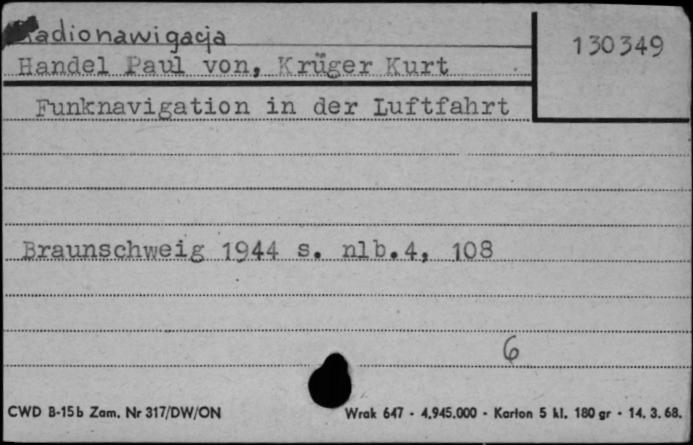 Radionawigacja
130349
Handel Paul von, Krüger Kurt
Funknavigation in der Luftfahrt
Braunschweig 1944 s. nlb.4, 108
6
CWD B-15b Zam. Nr 317/DW/ON
Wrak 647 - 4.945.000 - Karton 5 kl. 180 gr - 14. 3. 68.